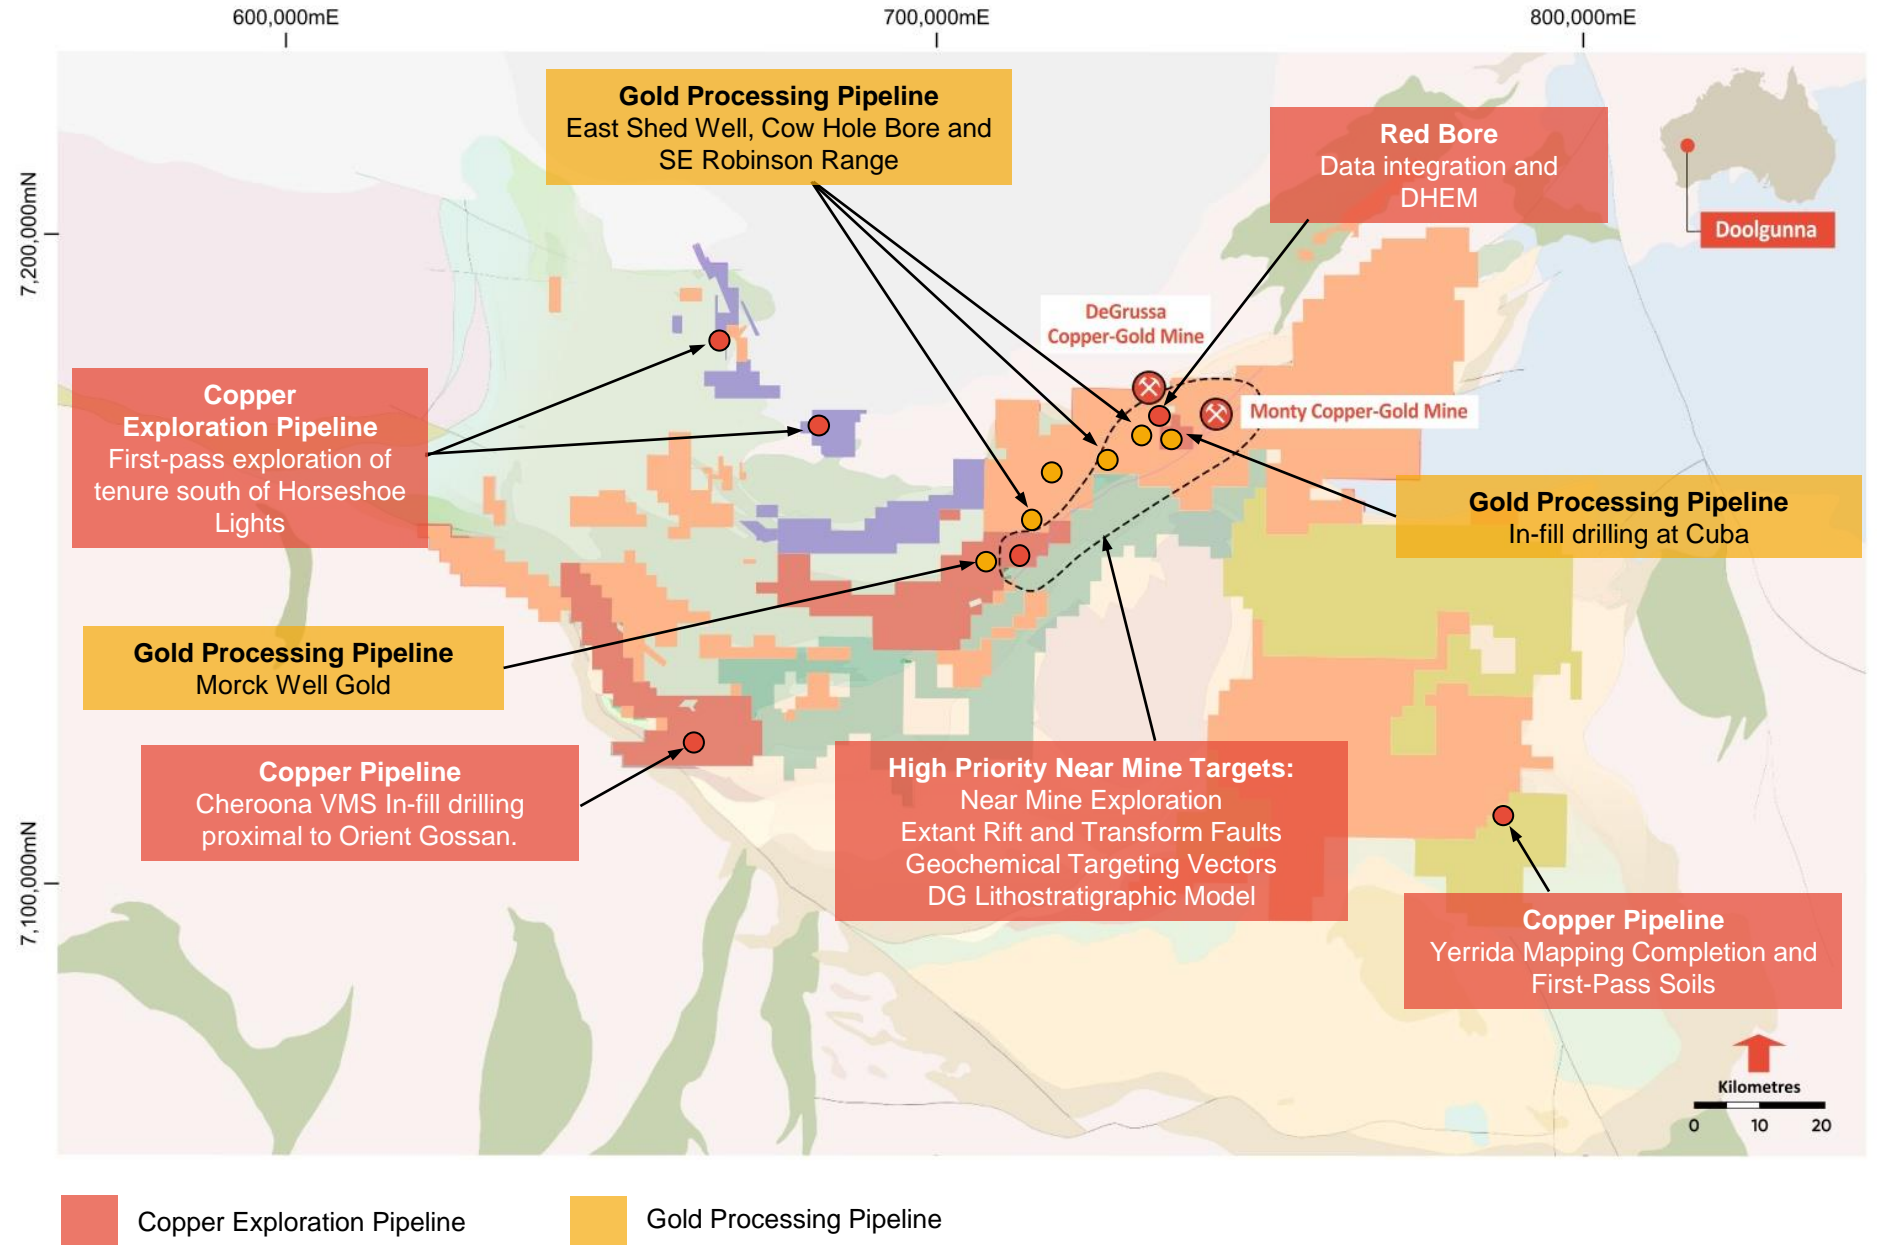 600,000mE
700,000mE
800,000mE
7,200,000mN
7,100,000mN
Gold Processing Pipeline
East Shed Well, Cow Hole Bore and
SE Robinson Range
Red Bore
Data integration and
DHEM
Doolgunna
DeGrussa
Copper-Gold Mine
Monty Copper-Gold Mine
Copper
Exploration Pipeline
First-pass exploration of
tenure south of Horseshoe
Lights
Gold Processing Pipeline
In-fill drilling at Cuba
Gold Processing Pipeline
Morck Well Gold
Copper Pipeline
Cheroona VMS In-fill drilling
proximal to Orient Gossan.
High Priority Near Mine Targets:
Near Mine Exploration
Extant Rift and Transform Faults
Geochemical Targeting Vectors
DG Lithostratigraphic Model
Copper Pipeline
Yerrida Mapping Completion and
First-Pass Soils
Kilometres
0 10 20
Copper Exploration Pipeline
Gold Processing Pipeline